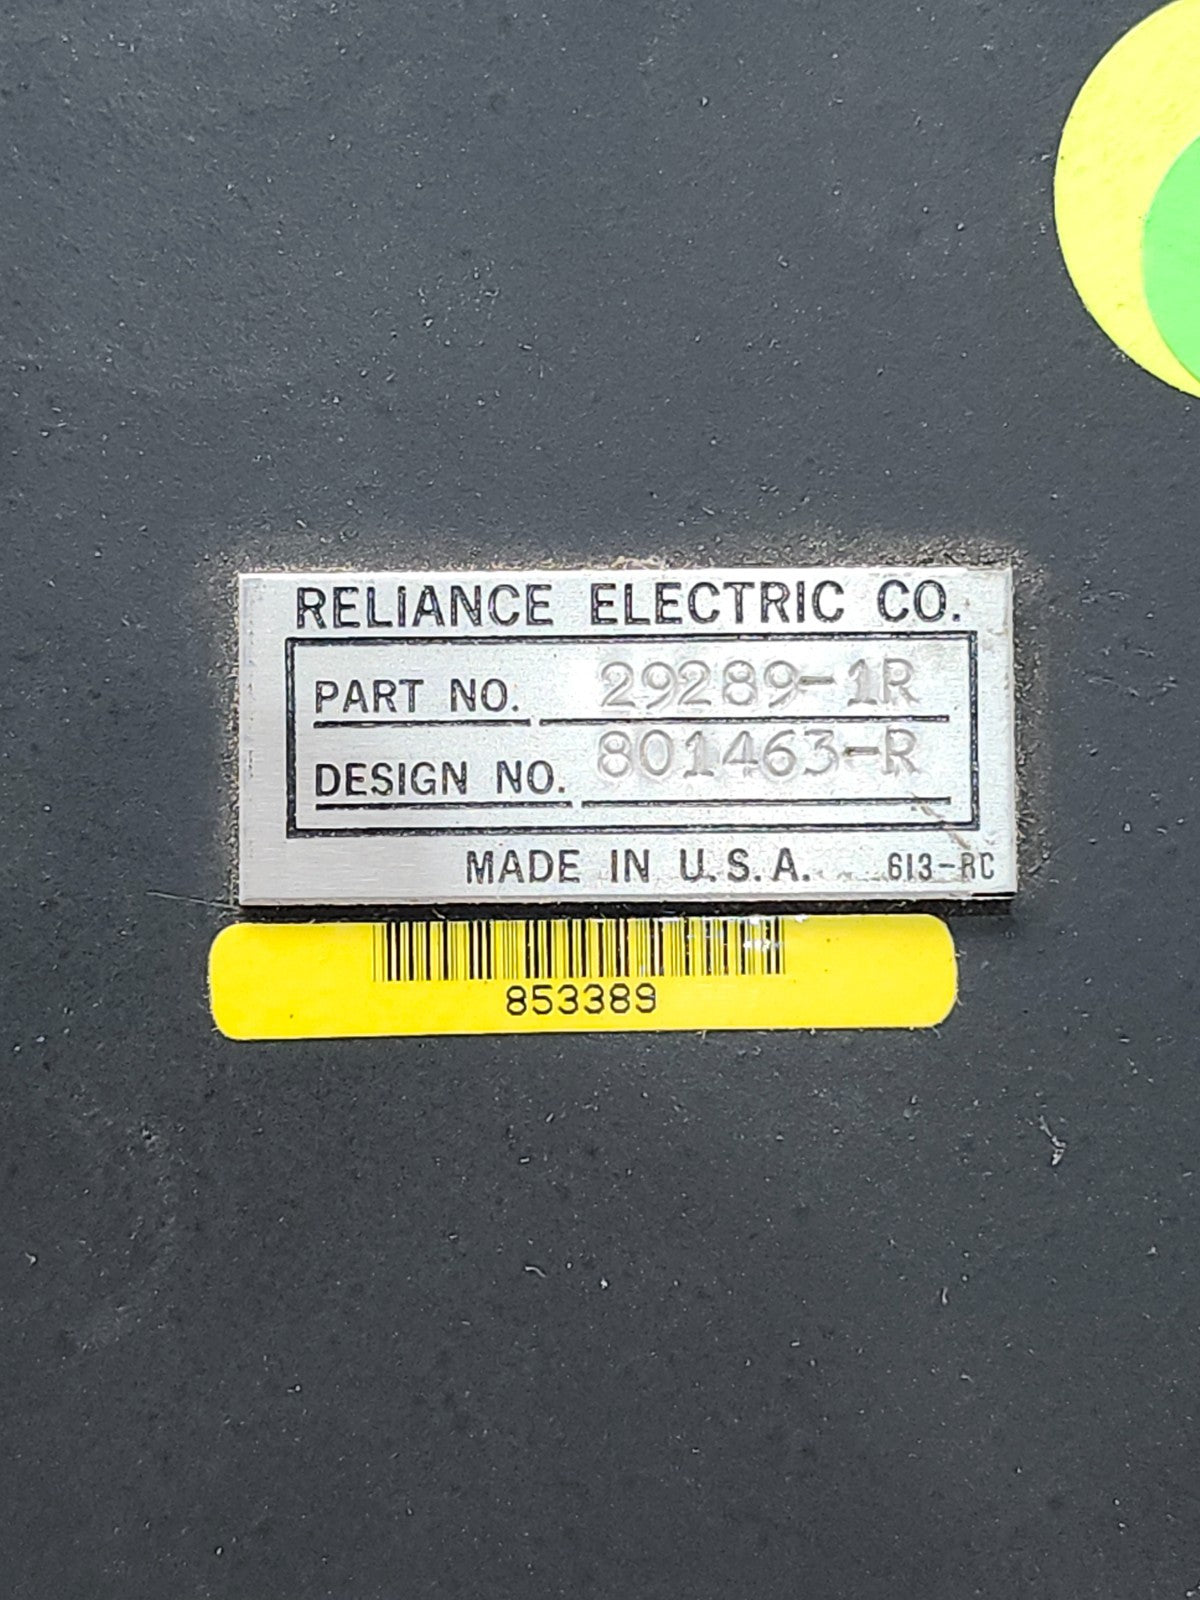 RELIANCE ELECTRIC CO.
PART NO. 29289-1R
DESIGN NO. 801463-R
MADE IN U.S.A. 613-RC
853389